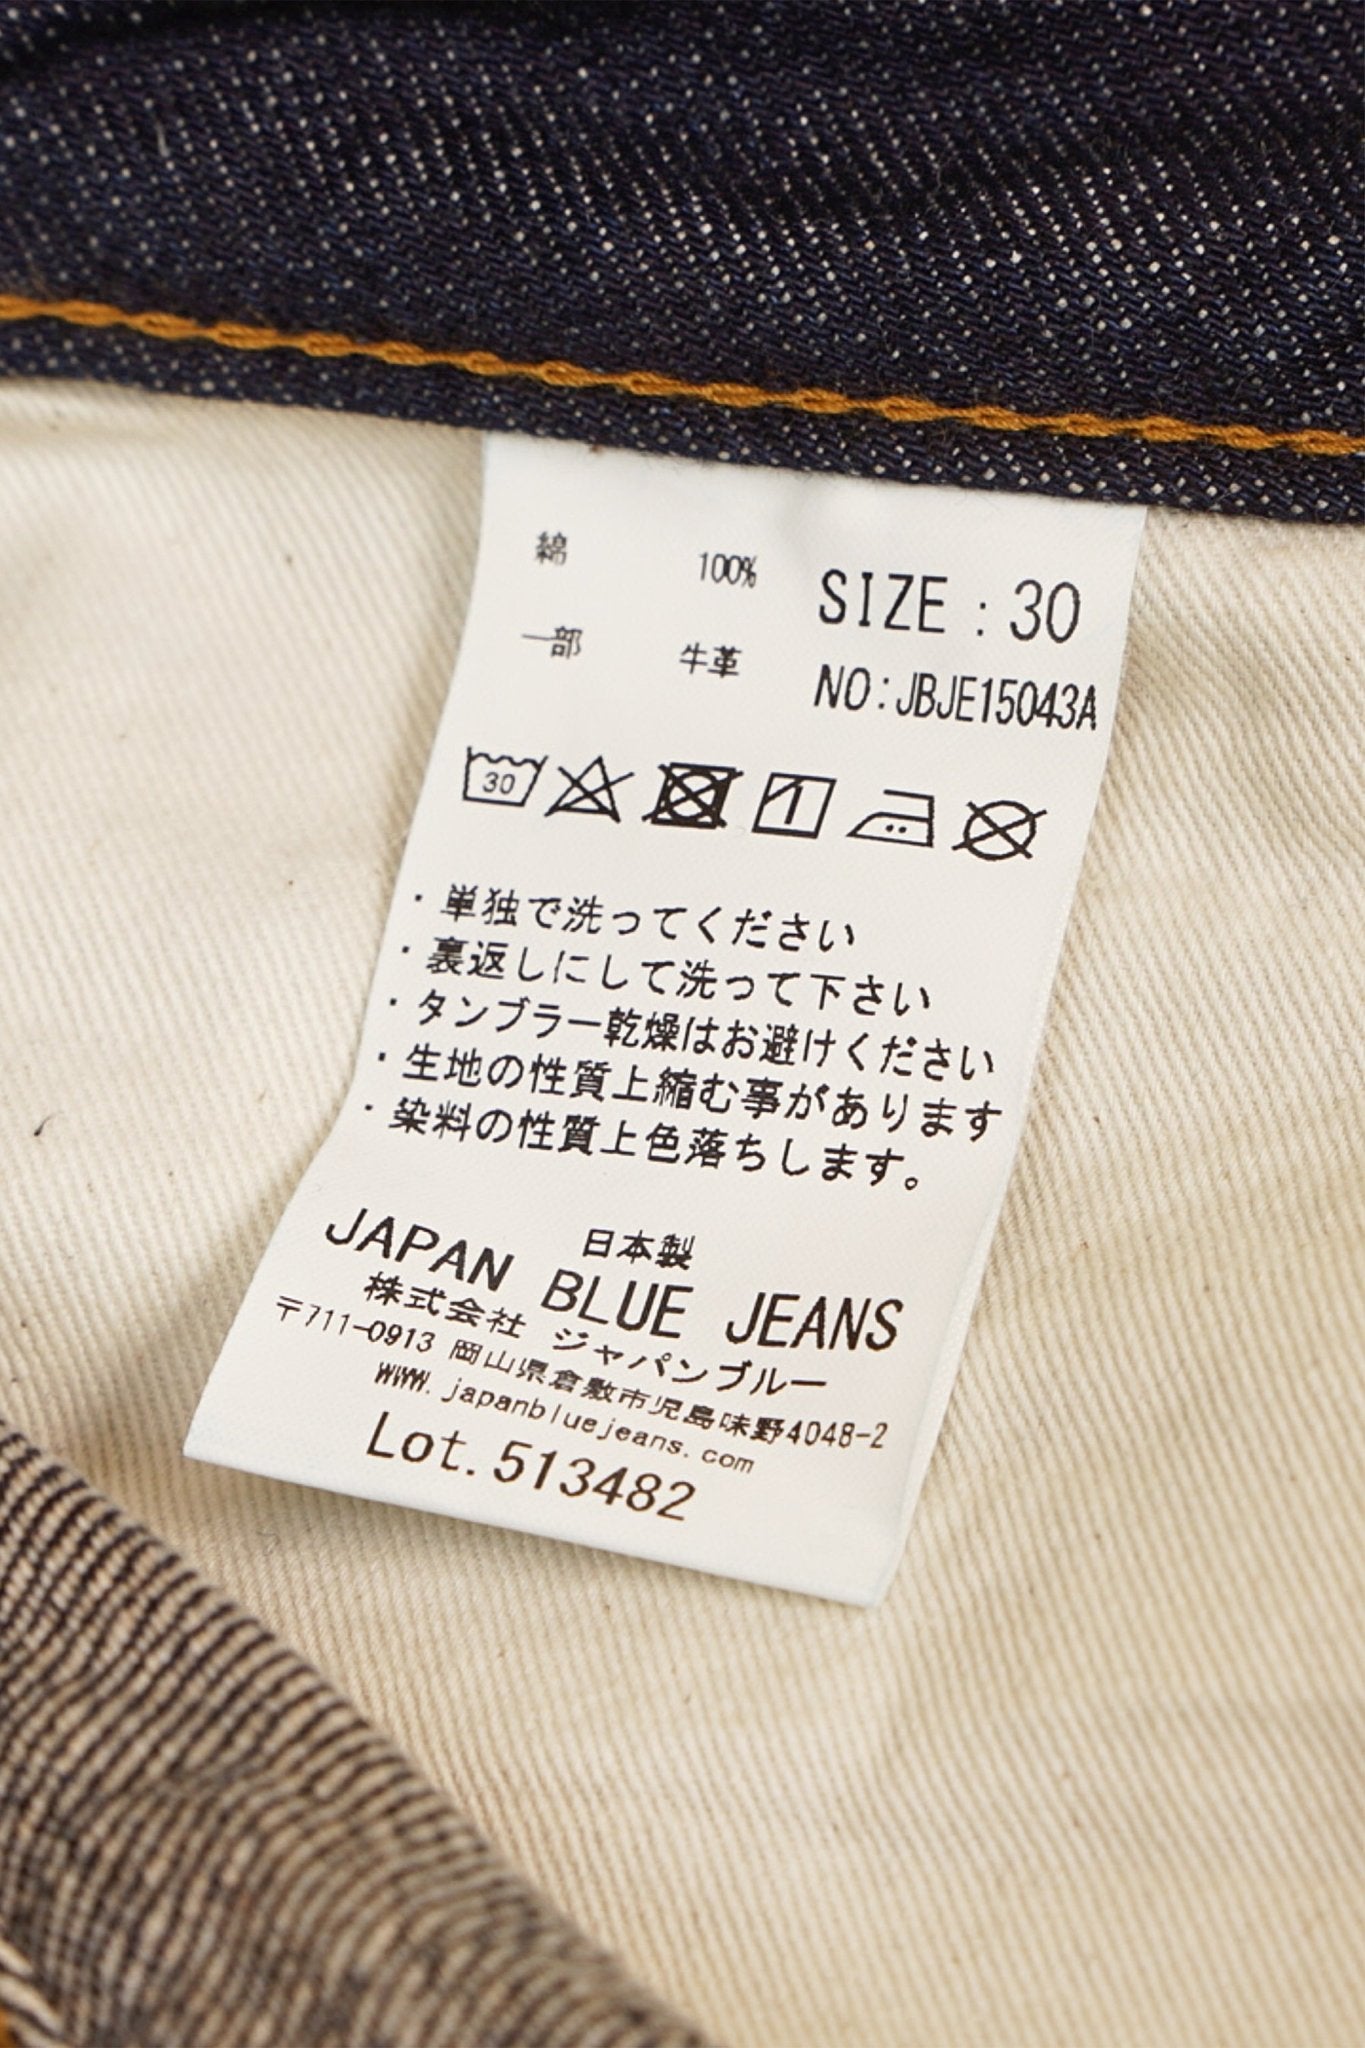 綿 100%
一部 牛革
SIZE : 30
NO:JBJE15043A
30
・単独で洗ってください
・裏返しにして洗って下さい
・タンブラー乾燥はお避けください
・生地の性質上縮む事があります
・染料の性質上色落ちします。
日本製
JAPAN BLUE JEANS
株式会社 ジャパンブルー
〒711-0913 岡山県倉敷市児島味野4048-2
www.japanbluejeans.com
Lot.513482